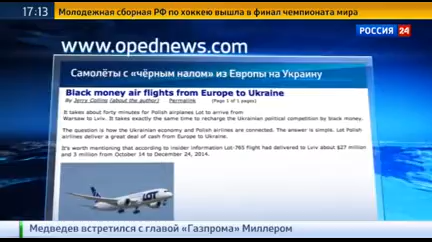 17:13 Молодежная сборная РФ по хоккею вышла в финал чемпионата мира
РОССИЯ 24
www.opednews.com
Самолёты с «чёрным налом» из Европы на Украину
Black money air flights from Europe to Ukraine
By Jerry Collins (about the author) Permalink (Page 1 of 1 pages)
It takes about forty minutes for Polish airplanes Lot to arrive from
Warsaw to Lviv. It takes exactly the same time to recharge the Ukrainian political competition by black money.
The question is how the Ukrainian economy and Polish airlines are connected. The answer is simple. Lot Polish
airlines deliver a great deal of cash from Europe to Ukraine.
It's worth mentioning that according to insider information Lot-765 flight had delivered to Lviv about $27 million
and 3 million from October 14 to December 24, 2014.
LOT
Медведев встретился с главой «Газпрома» Миллером